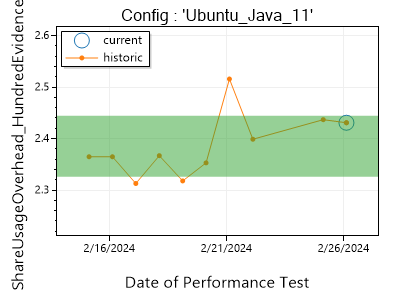 Config : 'Ubuntu_Java_11'
current
historic
ShareUsageOverhead_HundredEvidence
2.6
2.5
2.4
2.3
2/16/2024
2/21/2024
2/26/2024
Date of Performance Test